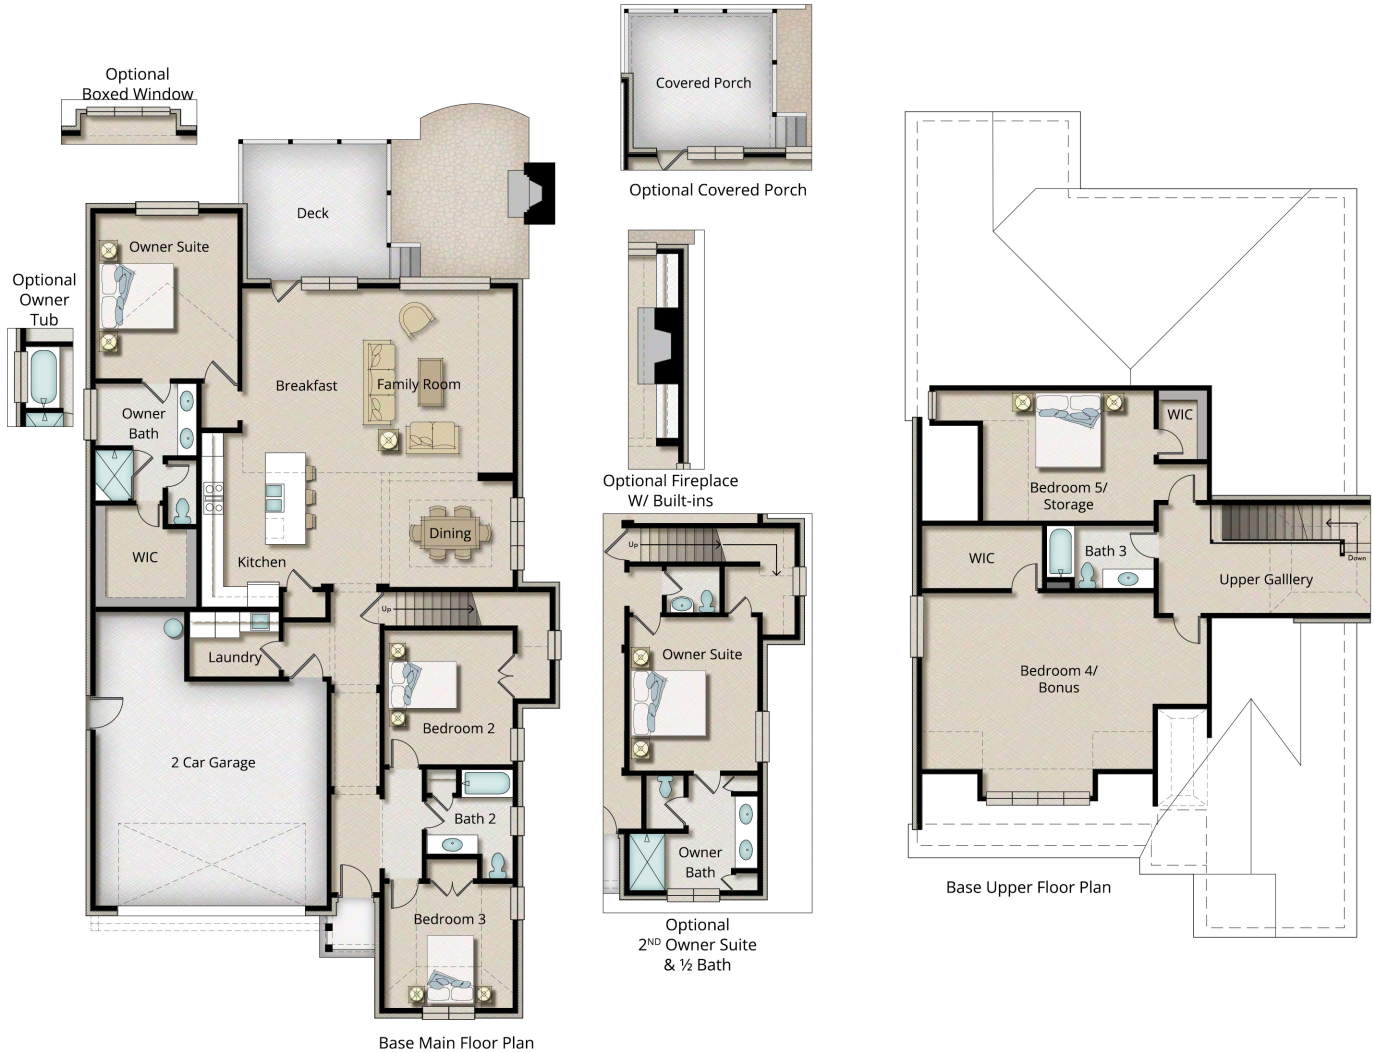 Optional
Boxed Window
Covered Porch
Optional Covered Porch
Deck
Owner Suite
Optional
Owner
Tub
Breakfast
Family Room
Owner
Bath
WIC
Kitchen
Dining
Up
Laundry
Bedroom 2
2 Car Garage
Bath 2
Bedroom 3
Base Main Floor Plan
Optional Fireplace
W/ Built-ins
Up
Owner Suite
Owner
Bath
Optional
2ND Owner Suite
& ½ Bath
WIC
Bedroom 5/
Storage
WIC
Bath 3
Down
Upper Galllery
Bedroom 4/
Bonus
Base Upper Floor Plan